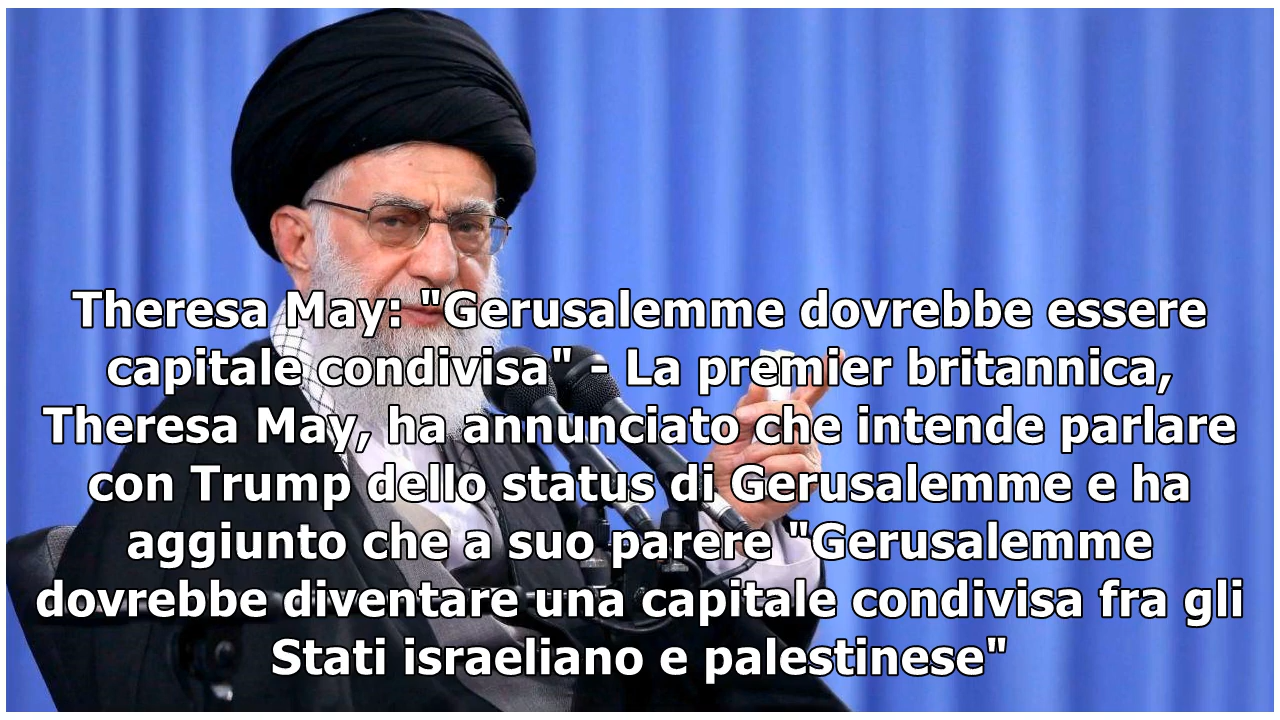 Theresa May: "Gerusalemme dovrebbe essere
capitale condivisa" - La premier britannica,
Theresa May, ha annunciato che intende parlare
con Trump dello status di Gerusalemme e ha
aggiunto che a suo parere "Gerusalemme
dovrebbe diventare una capitale condivisa fra gli
Stati israeliano e palestinese"